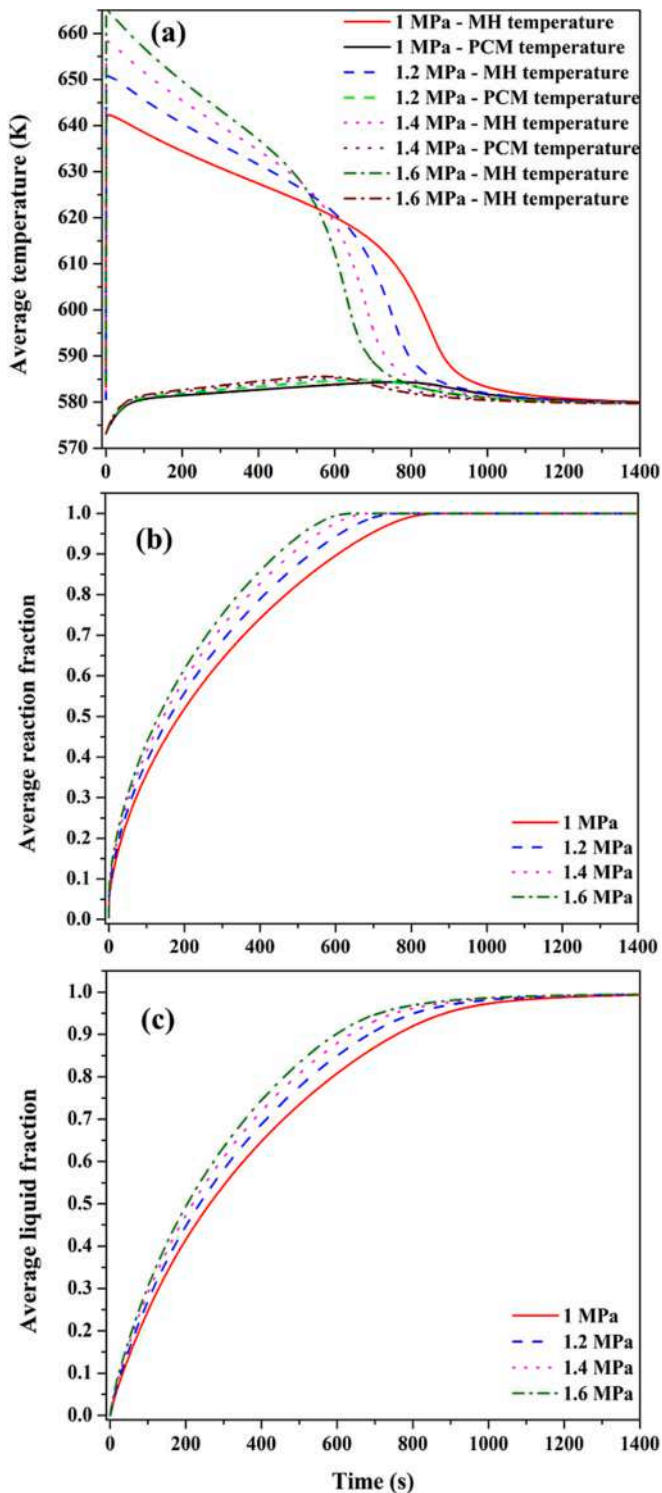 (a)
1 MPa - MH temperature
1 MPa - PCM temperature
1.2 MPa - MH temperature
1.2 MPa - PCM temperature
1.4 MPa - MH temperature
1.4 MPa - PCM temperature
1.6 MPa - MH temperature
1.6 MPa - MH temperature
Average temperature (K)
660
650
640
630
620
610
600
590
580
570
0 200 400 600 800 1000 1200 1400
(b)
Average reaction fraction
1.0
0.9
0.8
0.7
0.6
0.5
0.4
0.3
0.2
0.1
0.0
1 MPa
1.2 MPa
1.4 MPa
1.6 MPa
0 200 400 600 800 1000 1200 1400
(c)
Average liquid fraction
1.0
0.9
0.8
0.7
0.6
0.5
0.4
0.3
0.2
0.1
0.0
1 MPa
1.2 MPa
1.4 MPa
1.6 MPa
0 200 400 600 800 1000 1200 1400
Time (s)